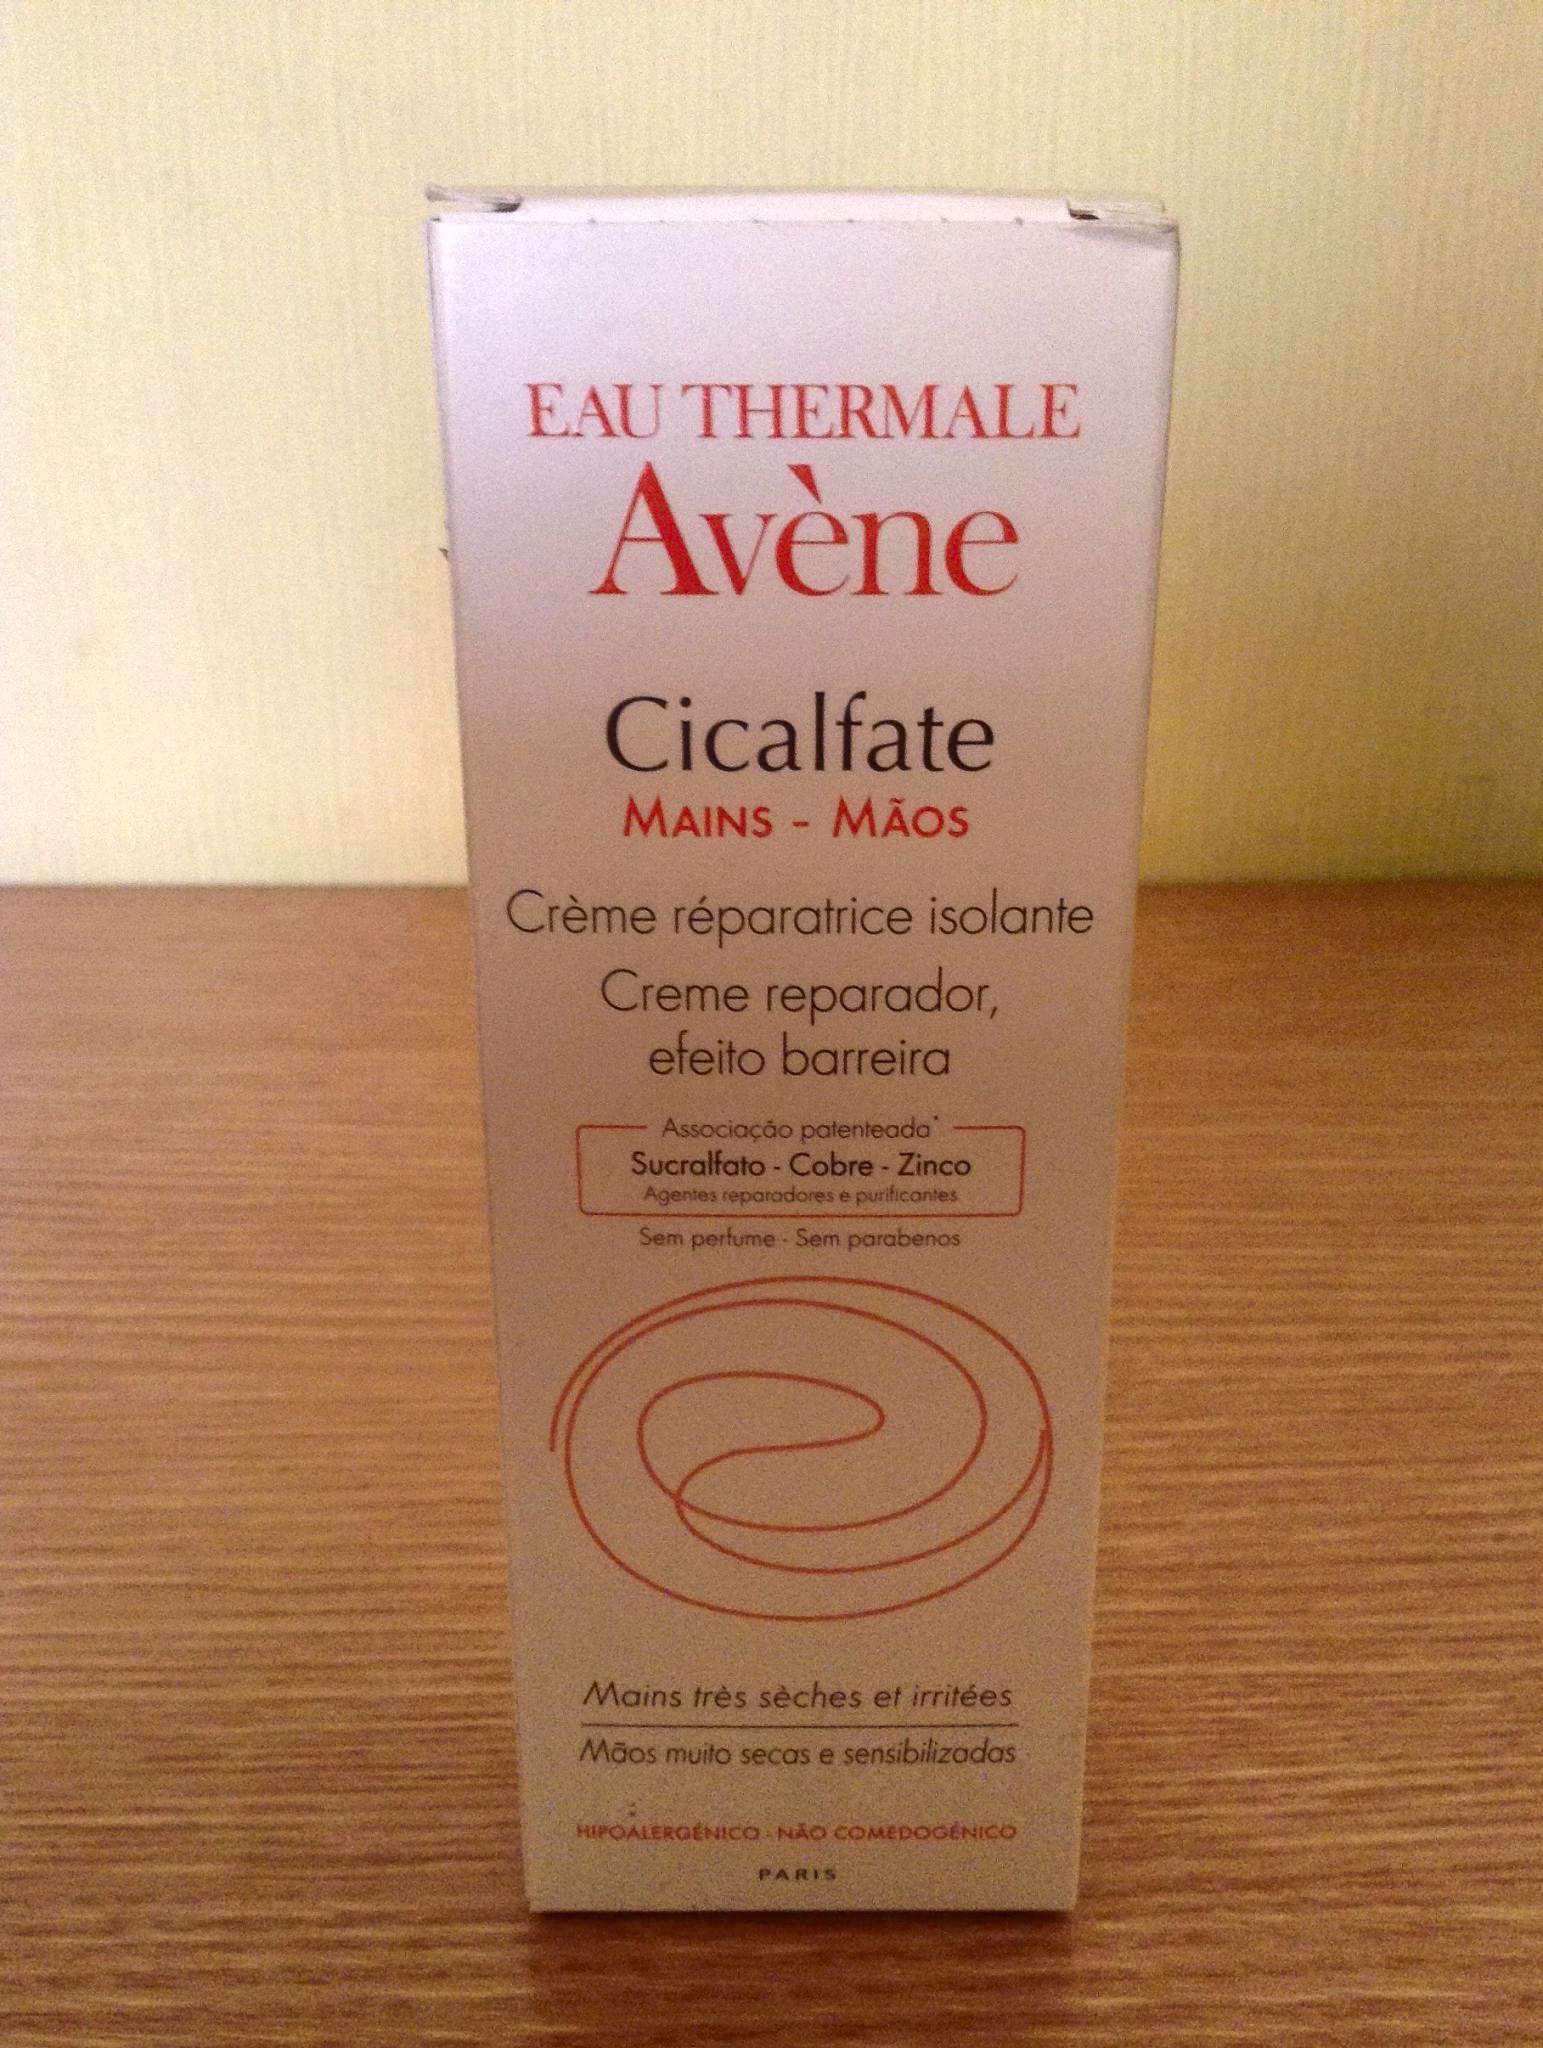 EAU THERMALE
Avène
Cicalfate
MAINS - MÃOS
Crème réparatrice isolante
Creme reparador,
efeito barreira
Associação patenteada*
Sucralfato - Cobre - Zinco
Agentes reparadores e purificantes
Sem perfume - Sem parabenos
Mains très sèches et irritées
Mãos muito secas e sensibilizadas
HIPOALERGÉNICO - NÃO COMEDOGÉNICO
PARIS